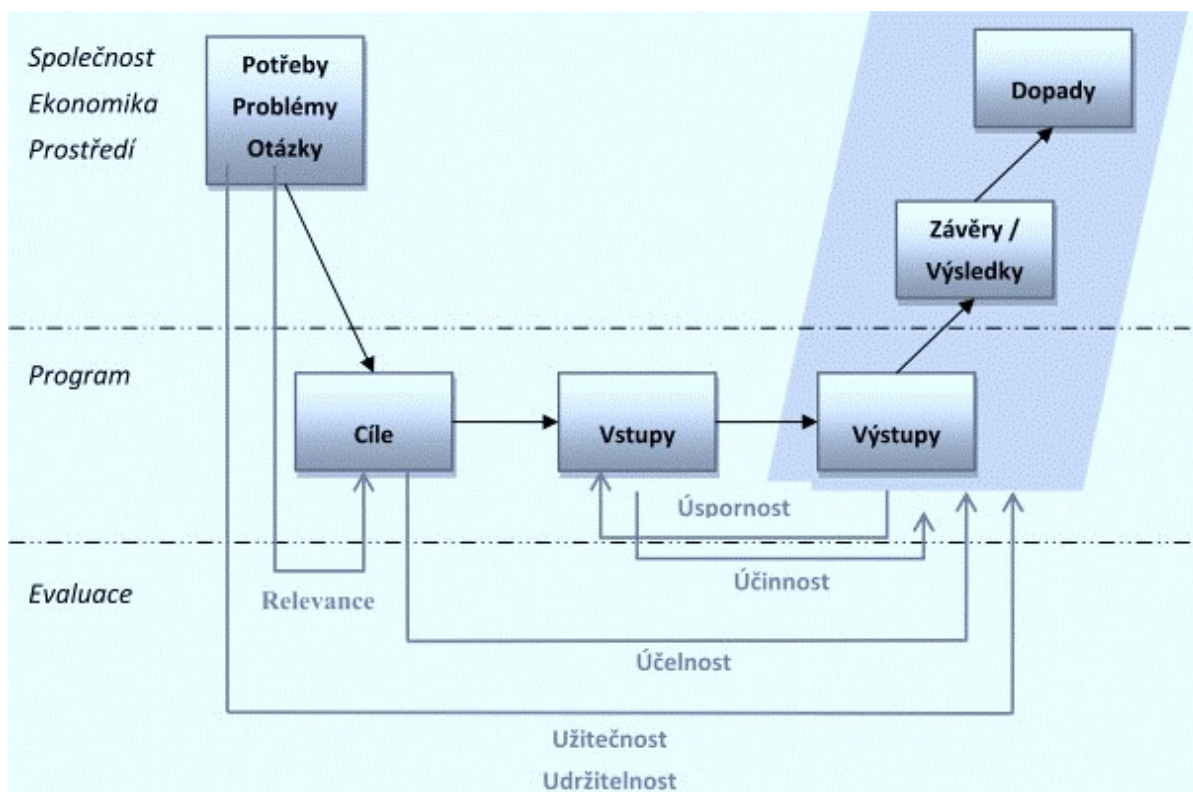 Společnost
Ekonomika
Prostředí
Potřeby
Problémy
Otázky
Dopady
Závěry /
Výsledky
Program
Cíle
Vstupy
Výstupy
Úspornost
Evaluace
Relevance
Účinnost
Účelnost
Užitečnost
Udržitelnost